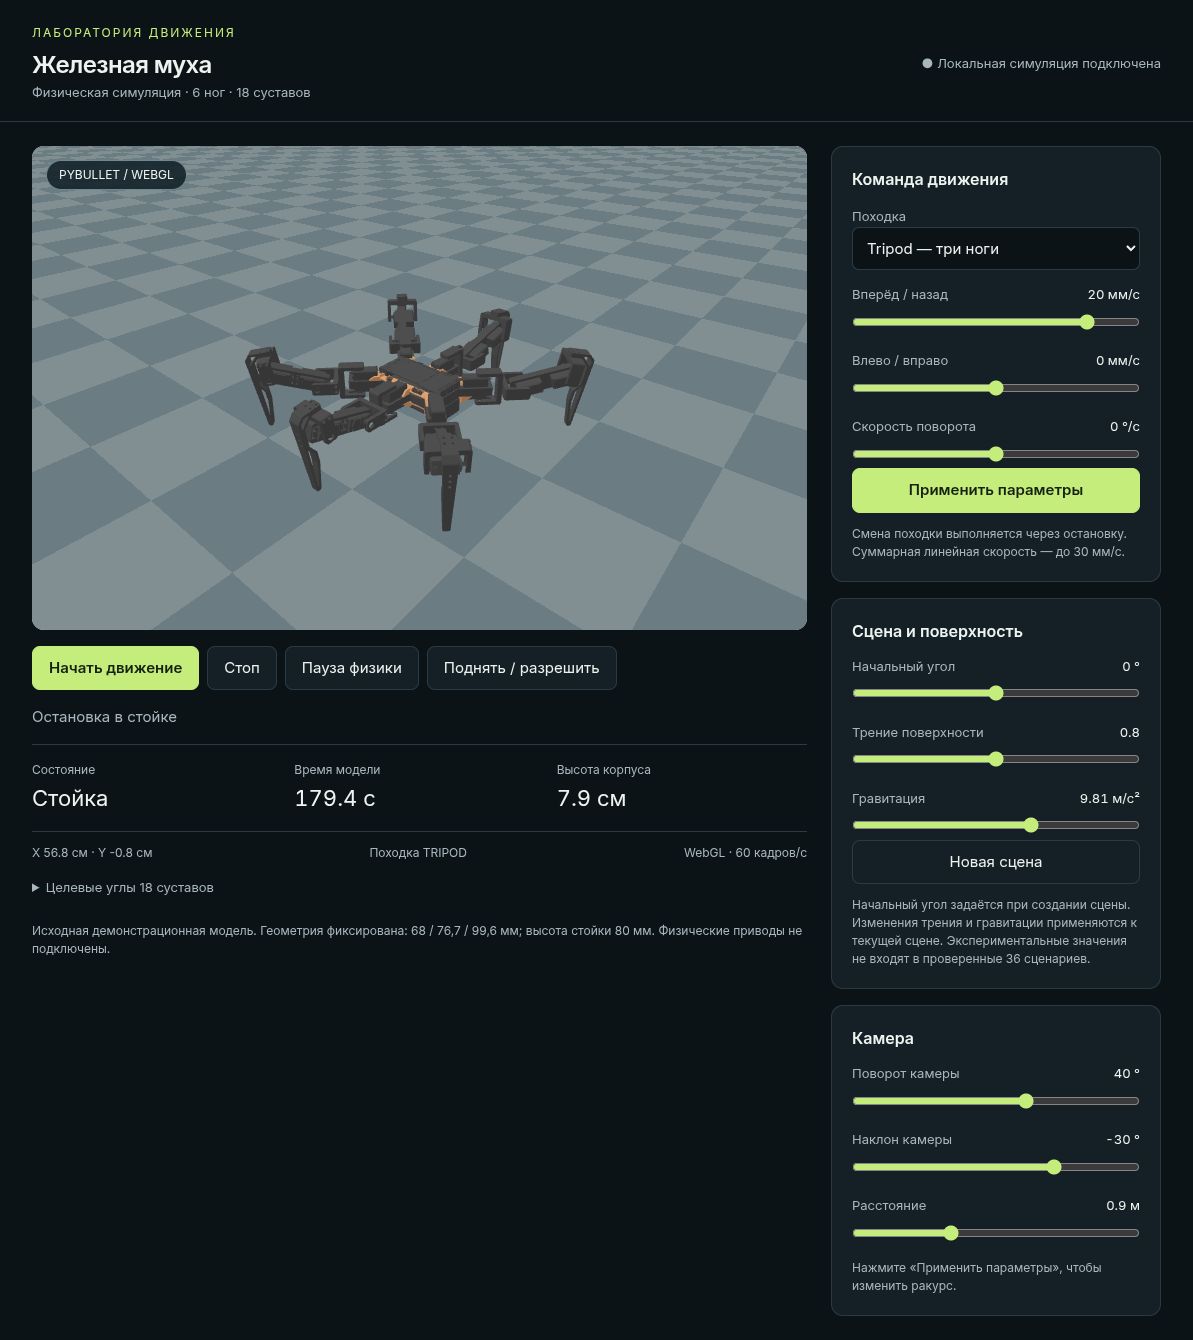 ЛАБОРАТОРИЯ ДВИЖЕНИЯ
Железная муха
Физическая симуляция · 6 ног · 18 суставов
● Локальная симуляция подключена
PYBULLET / WEBGL
Начать движение
Стоп
Пауза физики
Поднять / разрешить
Остановка в стойке
Состояние
Стойка
Время модели
179.4 с
Высота корпуса
7.9 см
X 56.8 см · Y -0.8 см
Походка TRIPOD
WebGL · 60 кадров/с
▶ Целевые углы 18 суставов
Исходная демонстрационная модель. Геометрия фиксирована: 68 / 76,7 / 99,6 мм; высота стойки 80 мм. Физические приводы не
подключены.
Команда движения
Походка
Tripod — три ноги
Вперёд / назад 20 мм/с
Влево / вправо 0 мм/с
Скорость поворота 0 °/с
Применить параметры
Смена походки выполняется через остановку.
Суммарная линейная скорость — до 30 мм/с.
Сцена и поверхность
Начальный угол 0 °
Трение поверхности 0.8
Гравитация 9.81 м/с²
Новая сцена
Начальный угол задаётся при создании сцены.
Изменения трения и гравитации применяются к
текущей сцене. Экспериментальные значения
не входят в проверенные 36 сценариев.
Камера
Поворот камеры 40 °
Наклон камеры -30 °
Расстояние 0.9 м
Нажмите «Применить параметры», чтобы
изменить ракурс.